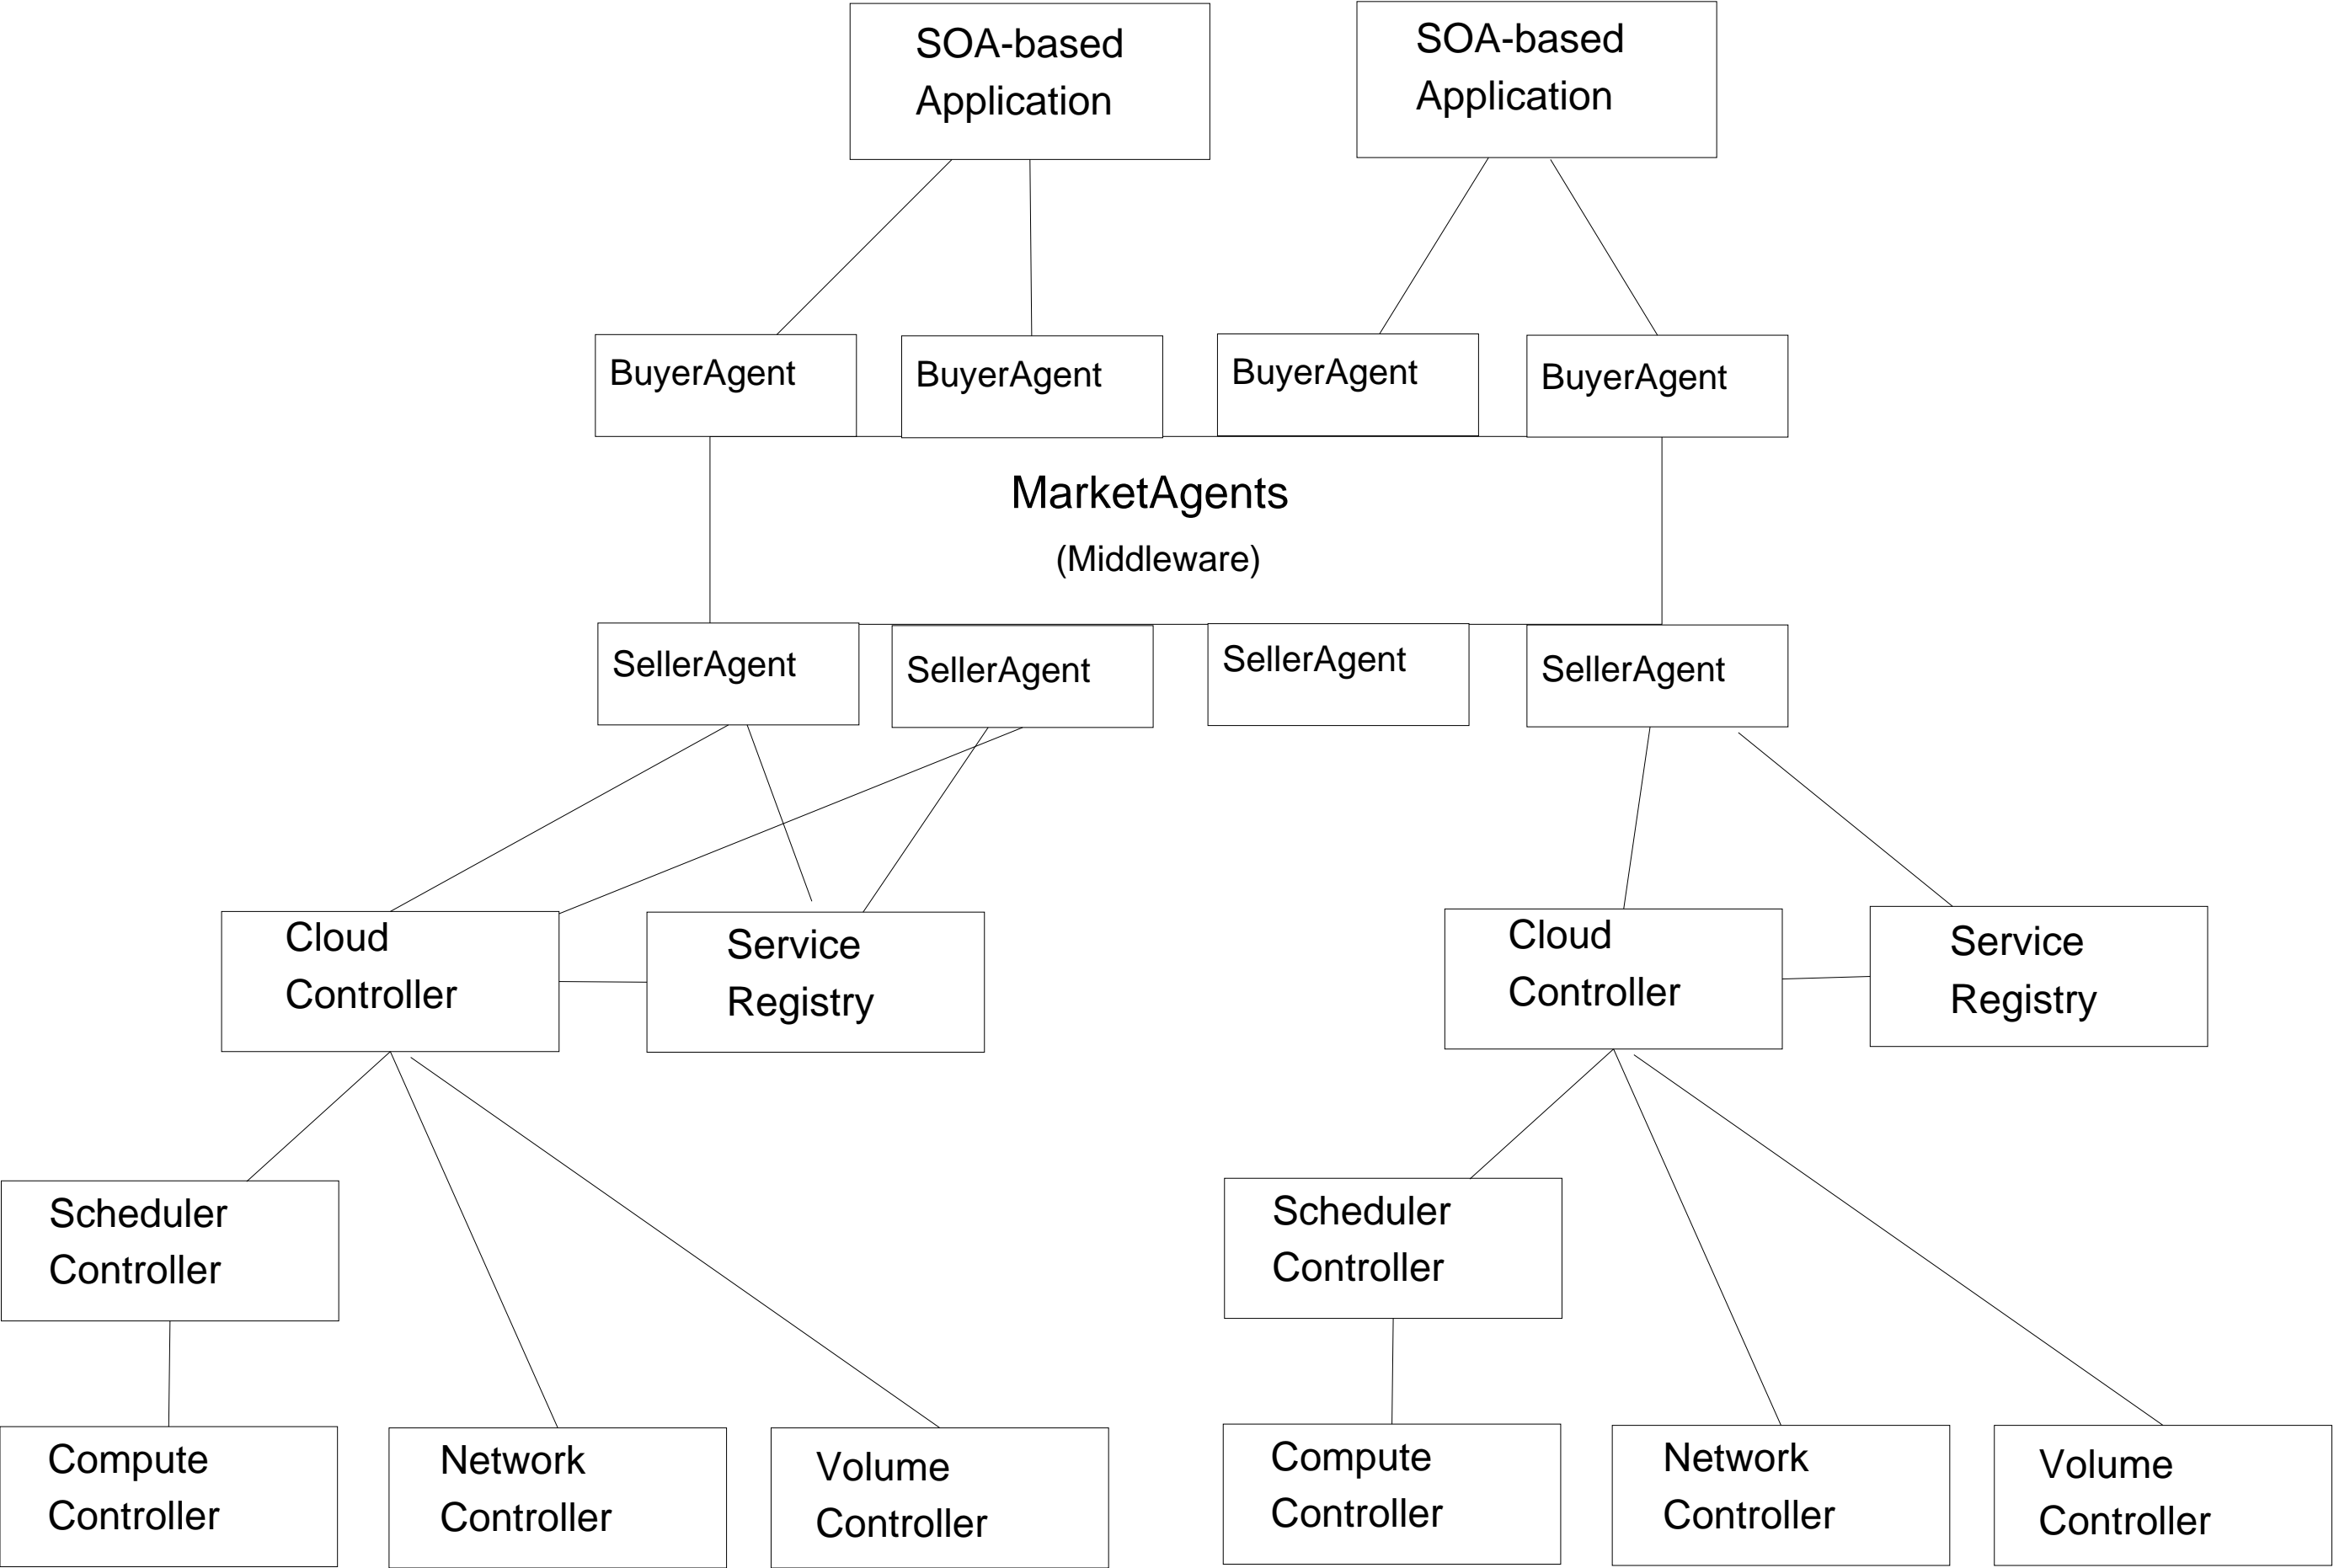 SOA-based
Application
SOA-based
Application
BuyerAgent
BuyerAgent
BuyerAgent
BuyerAgent
MarketAgents
(Middleware)
SellerAgent
SellerAgent
SellerAgent
SellerAgent
Cloud
Controller
Service
Registry
Cloud
Controller
Service
Registry
Scheduler
Controller
Scheduler
Controller
Compute
Controller
Network
Controller
Volume
Controller
Compute
Controller
Network
Controller
Volume
Controller